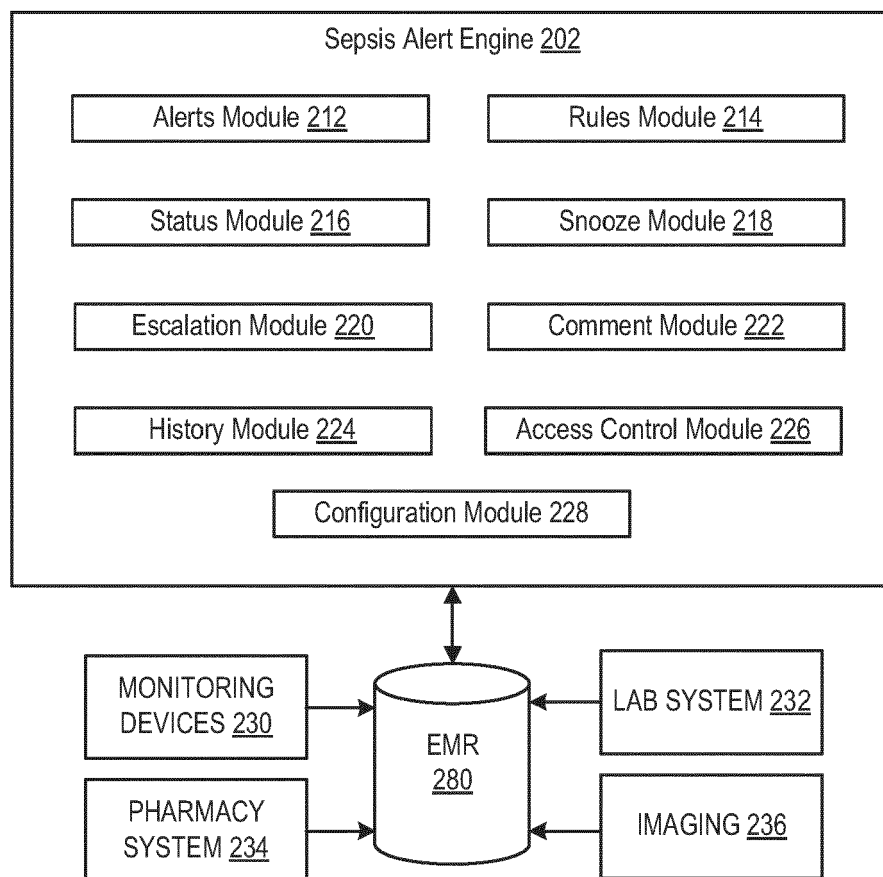 Sepsis Alert Engine 202
Alerts Module 212
Rules Module 214
Status Module 216
Snooze Module 218
Escalation Module 220
Comment Module 222
History Module 224
Access Control Module 226
Configuration Module 228
MONITORING
DEVICES 230
EMR
280
LAB SYSTEM 232
PHARMACY
SYSTEM 234
IMAGING 236